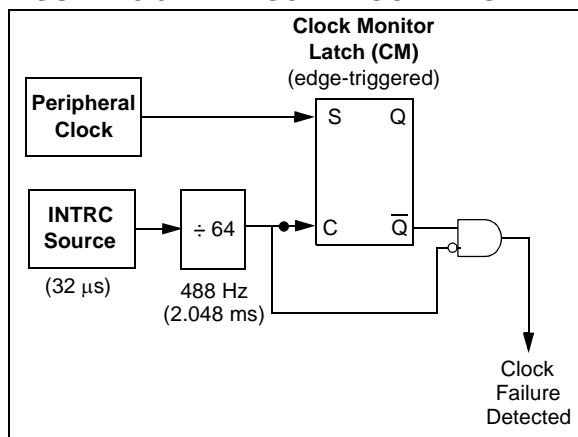 Clock Monitor
Latch (CM)
(edge-triggered)
Peripheral
Clock
S Q
INTRC
Source
÷ 64
C Q̅
(32 μs)
488 Hz
(2.048 ms)
Clock
Failure
Detected